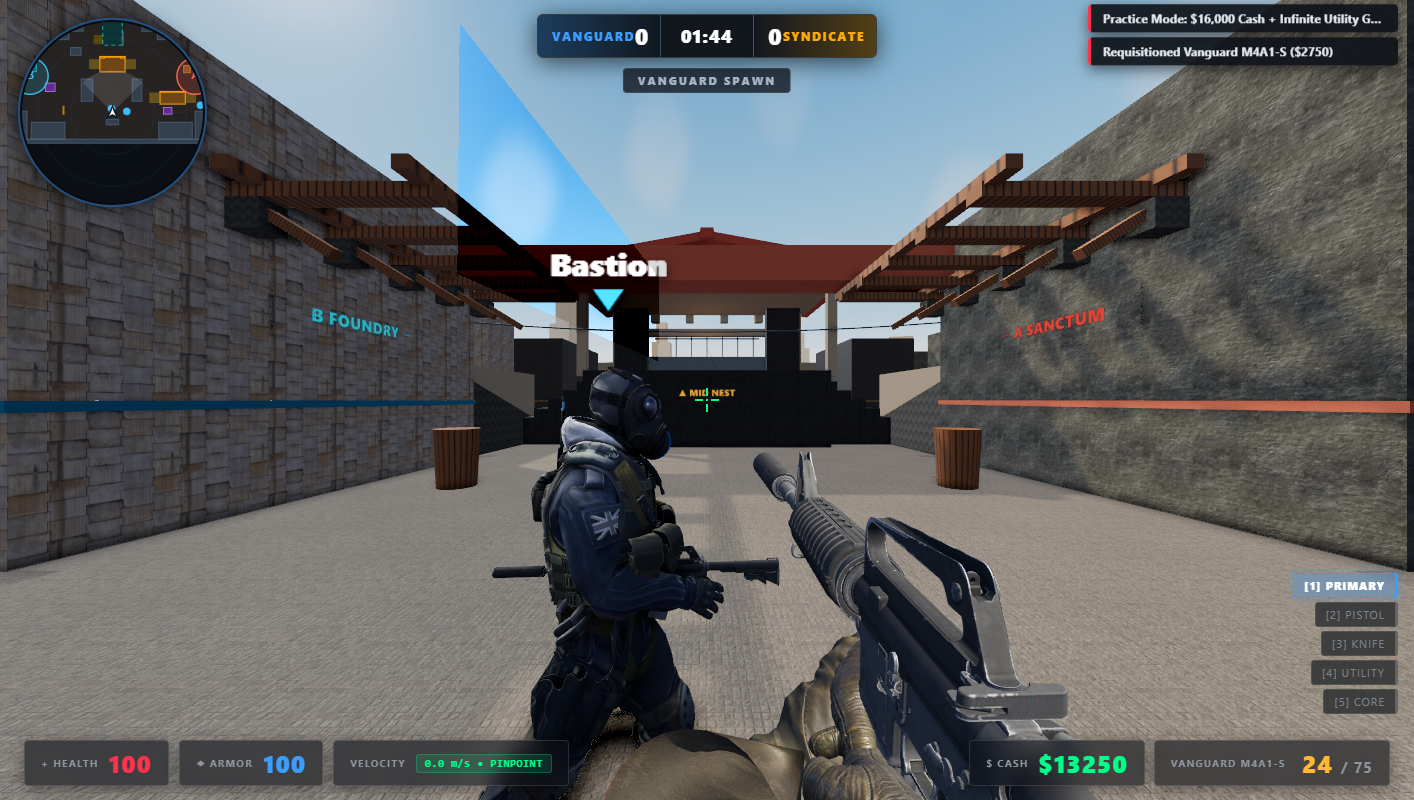 VANGUARD 0 01:44 0 SYNDICATE
VANGUARD SPAWN
Practice Mode: $16,000 Cash + Infinite Utility G...
Requisitioned Vanguard M4A1-S ($2750)
B
A
Bastion
B FOUNDRY
A SANCTUM
▲ MID NEST
[1] PRIMARY
[2] PISTOL
[3] KNIFE
[4] UTILITY
[5] CORE
+ HEALTH 100
ARMOR 100
VELOCITY 0.0 m/s • PINPOINT
$ CASH $13250
VANGUARD M4A1-S 24 / 75